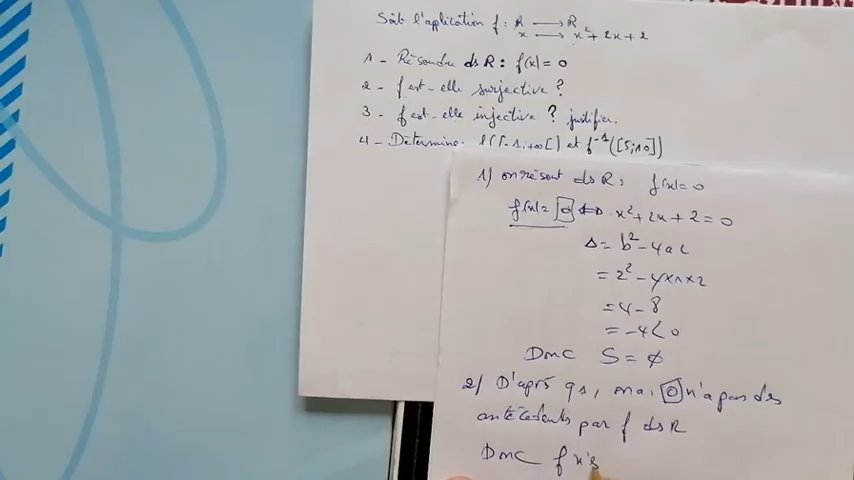 Soit l'application f : R → R
x → x² + 2x + 2
1 - Résoudre ds R : f(x) = 0
2 - f est-elle surjective ?
3 - f est-elle injective ? justifier.
4 - Détermine. f([-1,+∞[) et f⁻¹([5;10])
1) on résout ds R : f(x) = 0
f(x) = 0 ⇔ x² + 2x + 2 = 0
Δ = b² - 4ac
= 2² - 4×1×2
= 4 - 8
= -4 < 0
Donc S = ∅
2) D'après q1, on a : 0 n'a pas des
antécédents par f ds R
Donc f n'es